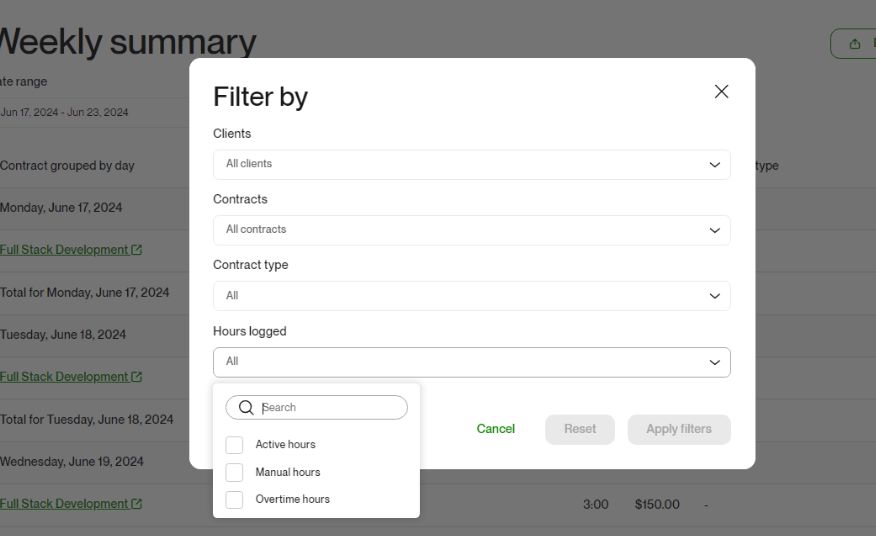 Weekly summary
ate range
Jun 17, 2024 - Jun 23, 2024
Contract grouped by day
type
Monday, June 17, 2024
Full Stack Development
Total for Monday, June 17, 2024
Tuesday, June 18, 2024
Full Stack Development
Total for Tuesday, June 18, 2024
Wednesday, June 19, 2024
Full Stack Development
3:00 $150.00 -
Filter by
Clients
All clients
Contracts
All contracts
Contract type
All
Hours logged
All
Search
Active hours
Manual hours
Overtime hours
Cancel
Reset
Apply filters